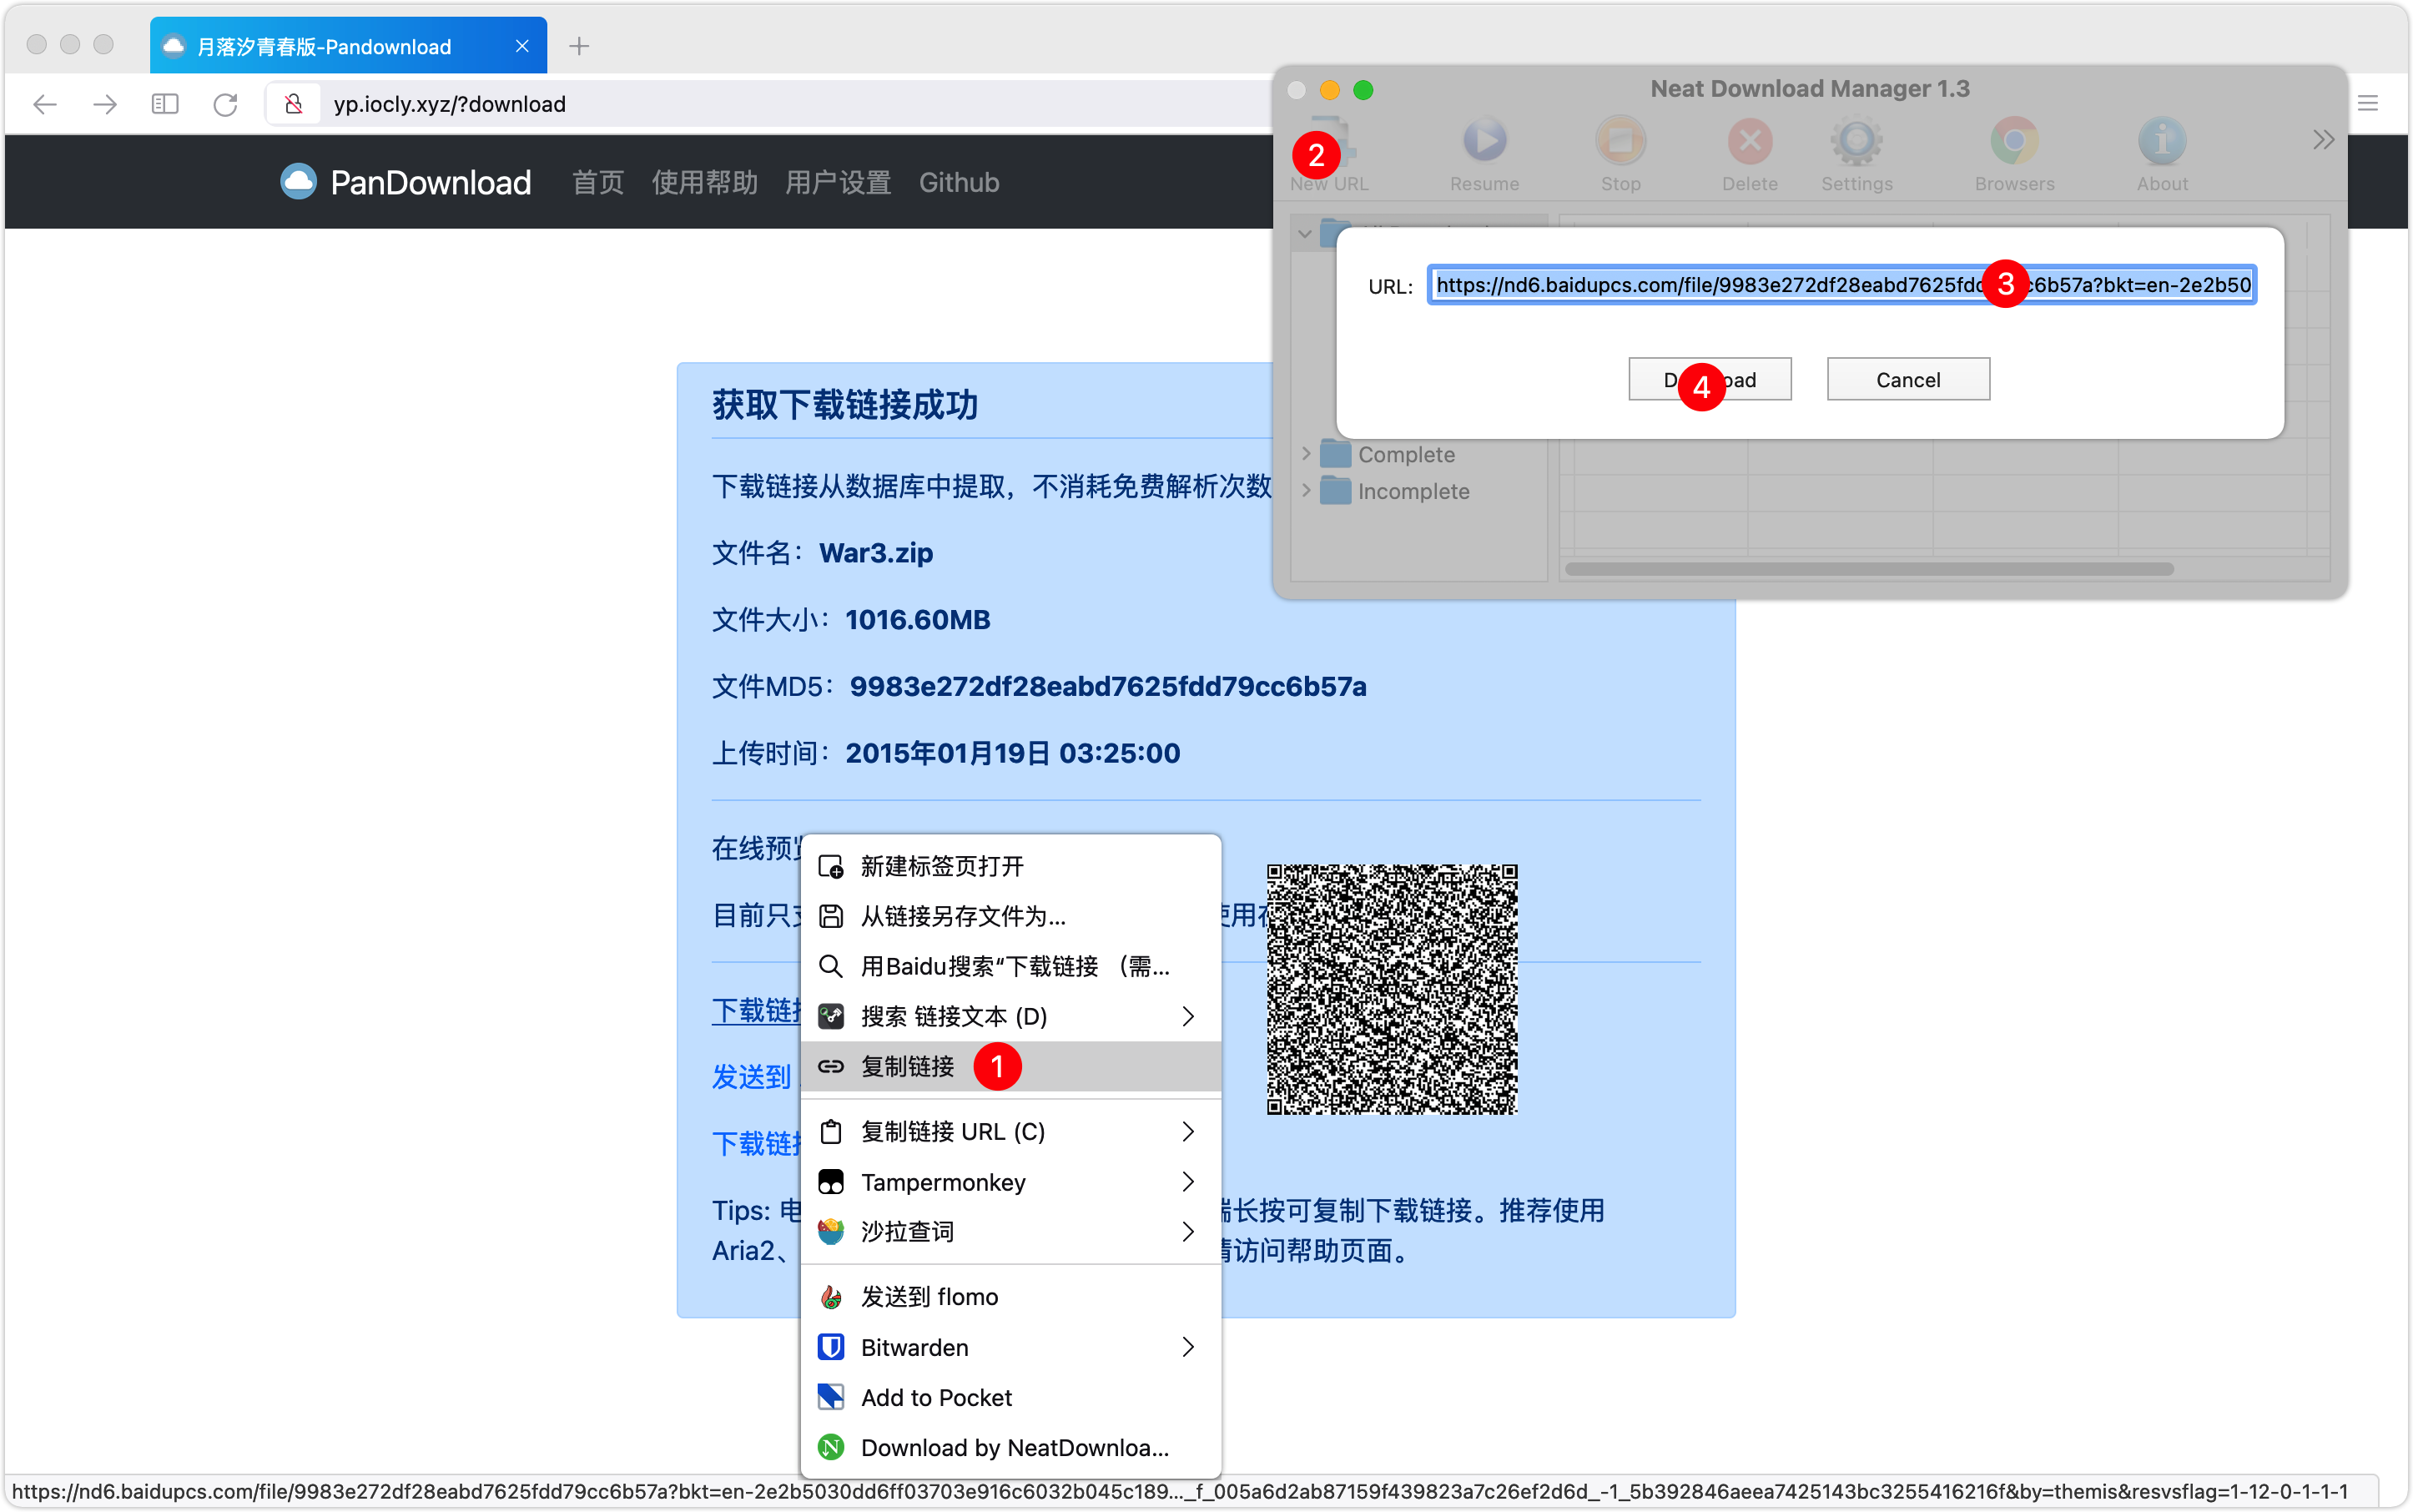 月落汐青春版-Pandownload
yp.iocly.xyz/?download
PanDownload 首页 使用帮助 用户设置 Github
获取下载链接成功
下载链接从数据库中提取，不消耗免费解析次数
文件名：War3.zip
文件大小：1016.60MB
文件MD5：9983e272df28eabd7625fdd79cc6b57a
上传时间：2015年01月19日 03:25:00
在线预
目前只 使用
下载链
发送到
下载链
Tips: 电 长按可复制下载链接。推荐使用
Aria2、 请访问帮助页面。
新建标签页打开
从链接另存文件为...
用Baidu搜索“下载链接 （需...
搜索 链接文本 (D)
复制链接 1
复制链接 URL (C)
Tampermonkey
沙拉查词
发送到 flomo
Bitwarden
Add to Pocket
Download by NeatDownloa...
Neat Download Manager 1.3
2
New URL Resume Stop Delete Settings Browsers About
URL: https://nd6.baidupcs.com/file/9983e272df28eabd7625fdd 3 c6b57a?bkt=en-2e2b50
D 4 oad Cancel
Complete
Incomplete
https://nd6.baidupcs.com/file/9983e272df28eabd7625fdd79cc6b57a?bkt=en-2e2b5030dd6ff03703e916c6032b045c189..._f_005a6d2ab87159f439823a7c26ef2d6d_-1_5b392846aeea7425143bc3255416216f&by=themis&resvsflag=1-12-0-1-1-1